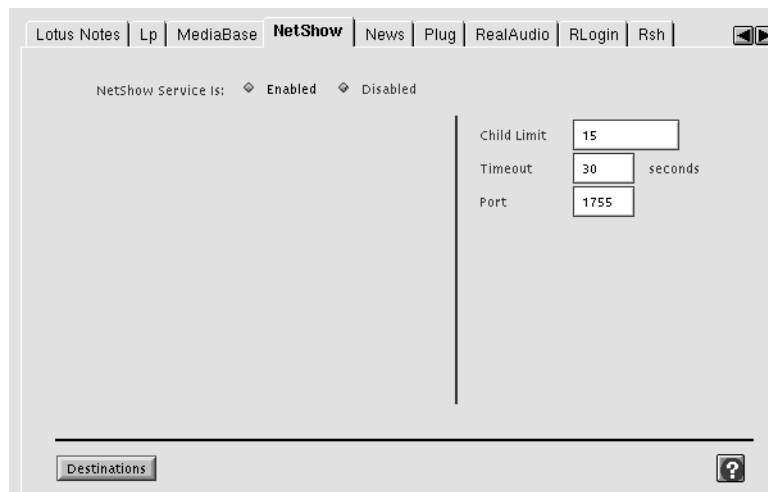 Lotus Notes Lp MediaBase NetShow News Plug RealAudio RLogin Rsh
NetShow Service Is: Enabled Disabled
Child Limit 15
Timeout 30 seconds
Port 1755
Destinations ?